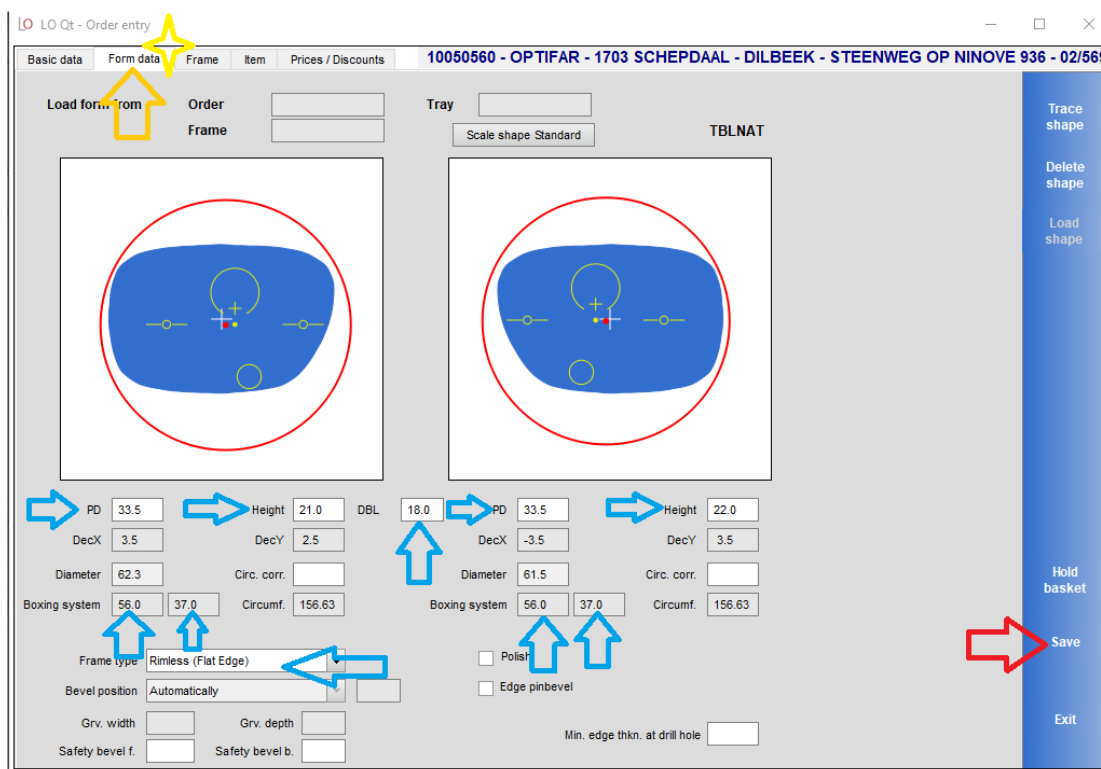 LO LO Qt - Order entry
Basic data Form data Frame Item Prices / Discounts 10050560 - OPTIFAR - 1703 SCHEPDAAL - DILBEEK - STEENWEG OP NINOVE 936 - 02/569
Load form from Order Tray
Frame Scale shape Standard TBLNAT
Trace
shape
Delete
shape
Load
shape
PD 33.5 Height 21.0 DBL 18.0 PD 33.5 Height 22.0
DecX 3.5 DecY 2.5 DecX -3.5 DecY 3.5
Diameter 62.3 Circ. corr. Diameter 61.5 Circ. corr.
Boxing system 56.0 37.0 Circumf. 156.63 Boxing system 56.0 37.0 Circumf. 156.63
Hold
basket
Frame type Rimless (Flat Edge) Polish
Save
Bevel position Automatically Edge pinbevel
Grv. width Grv. depth
Min. edge thkn. at drill hole
Safety bevel f. Safety bevel b.
Exit